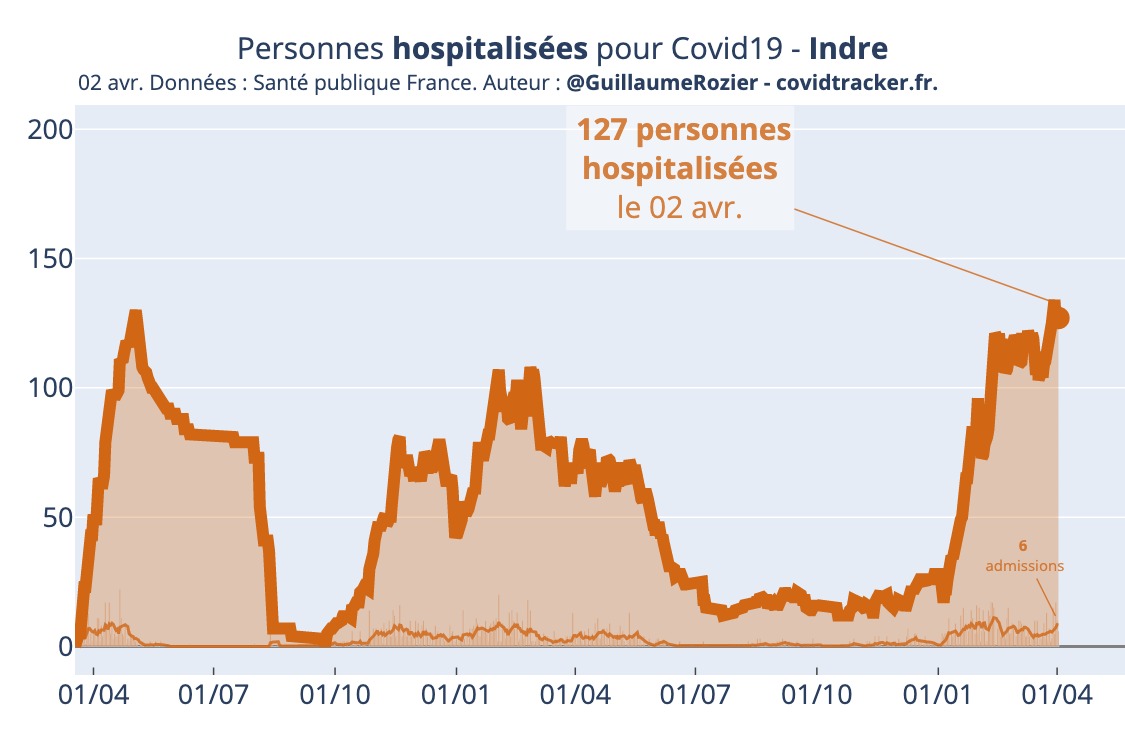 Personnes hospitalisées pour Covid19 - Indre
02 avr. Données : Santé publique France. Auteur : @GuillaumeRozier - covidtracker.fr.
200
127 personnes
hospitalisées
le 02 avr.
150
100
50
6
admissions
0
01/04 01/07 01/10 01/01 01/04 01/07 01/10 01/01 01/04